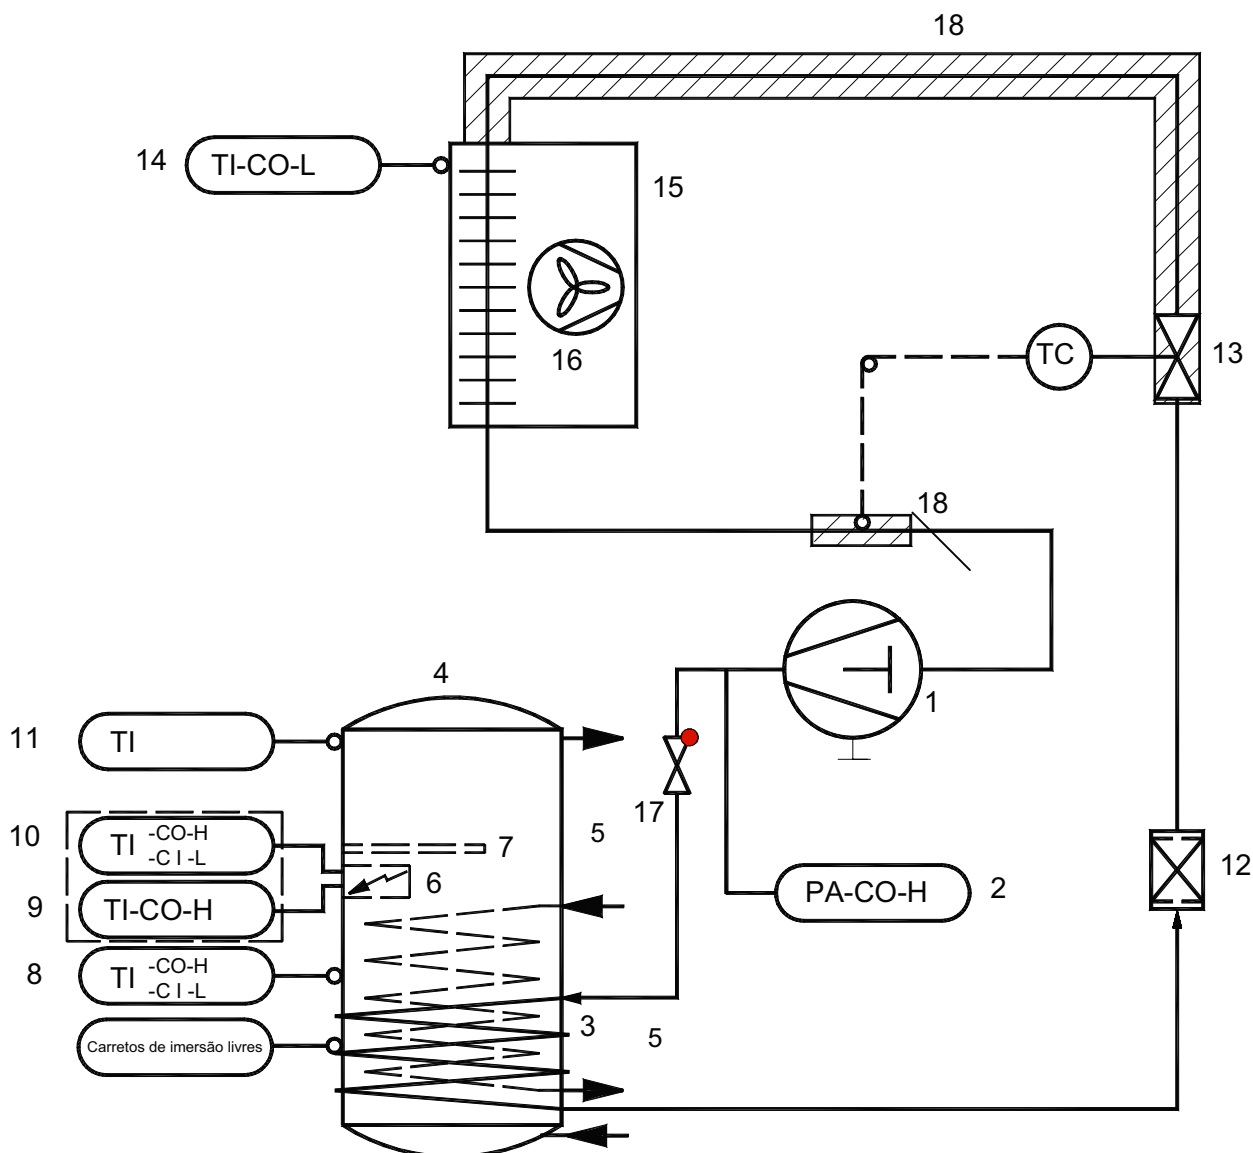 18
14
TI-CO-L
15
16
TC
13
18
4
1
11
TI
17
10
TI -CO-H
-C I -L
7
5
6
12
9
TI-CO-H
PA-CO-H
2
8
TI -CO-H
-C I -L
3
5
Carretos de imersão livres